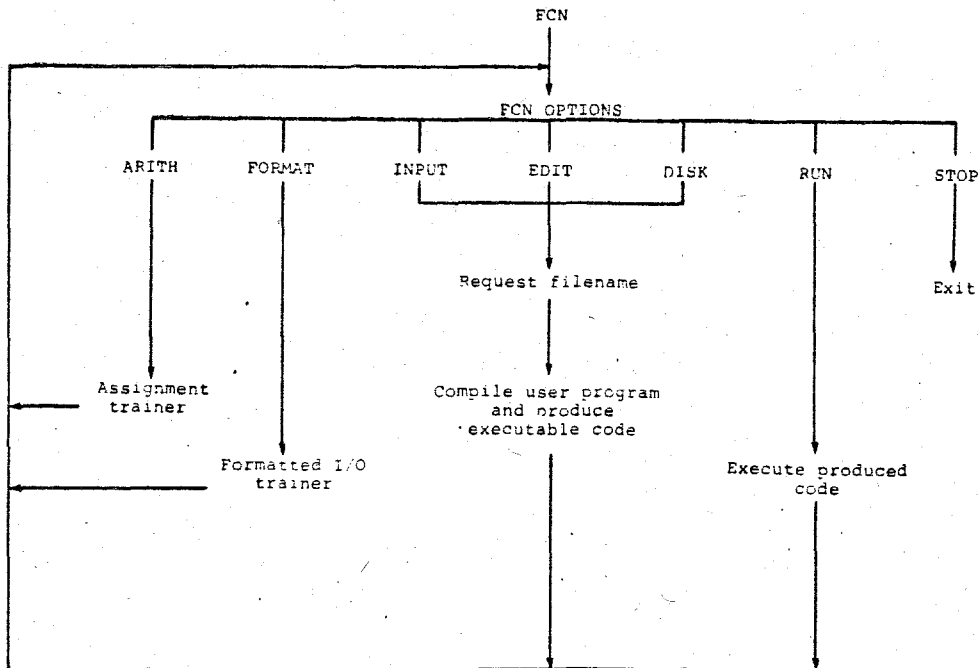 FCN
FCN OPTIONS
ARITH FORMAT INPUT EDIT DISK RUN STOP
Request filename
Exit
Assignment
trainer
Compile user program
and produce
executable code
Formatted I/O
trainer
Execute produced
code